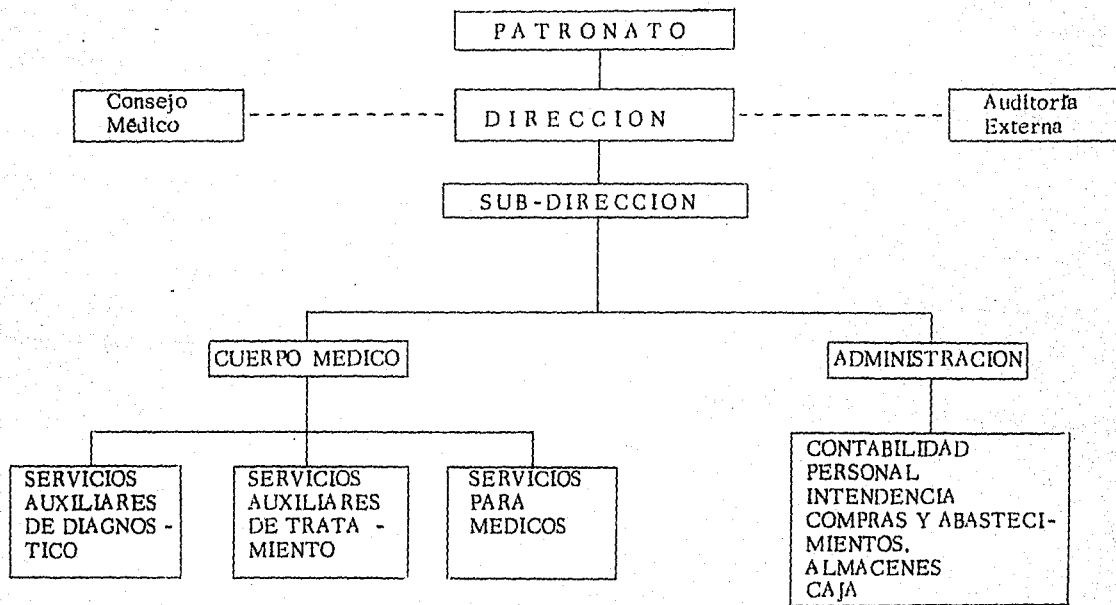 PATRONATO
Consejo
Médico
DIRECCION
Auditoría
Externa
SUB-DIRECCION
CUERPO MEDICO
ADMINISTRACION
SERVICIOS
AUXILIARES
DE DIAGNOS -
TICO
SERVICIOS
AUXILIARES
DE TRATA -
MIENTO
SERVICIOS
PARA
MEDICOS
CONTABILIDAD
PERSONAL
INTENDENCIA
COMPRAS Y ABASTECI-
MIENTOS.
ALMACENES
CAJA